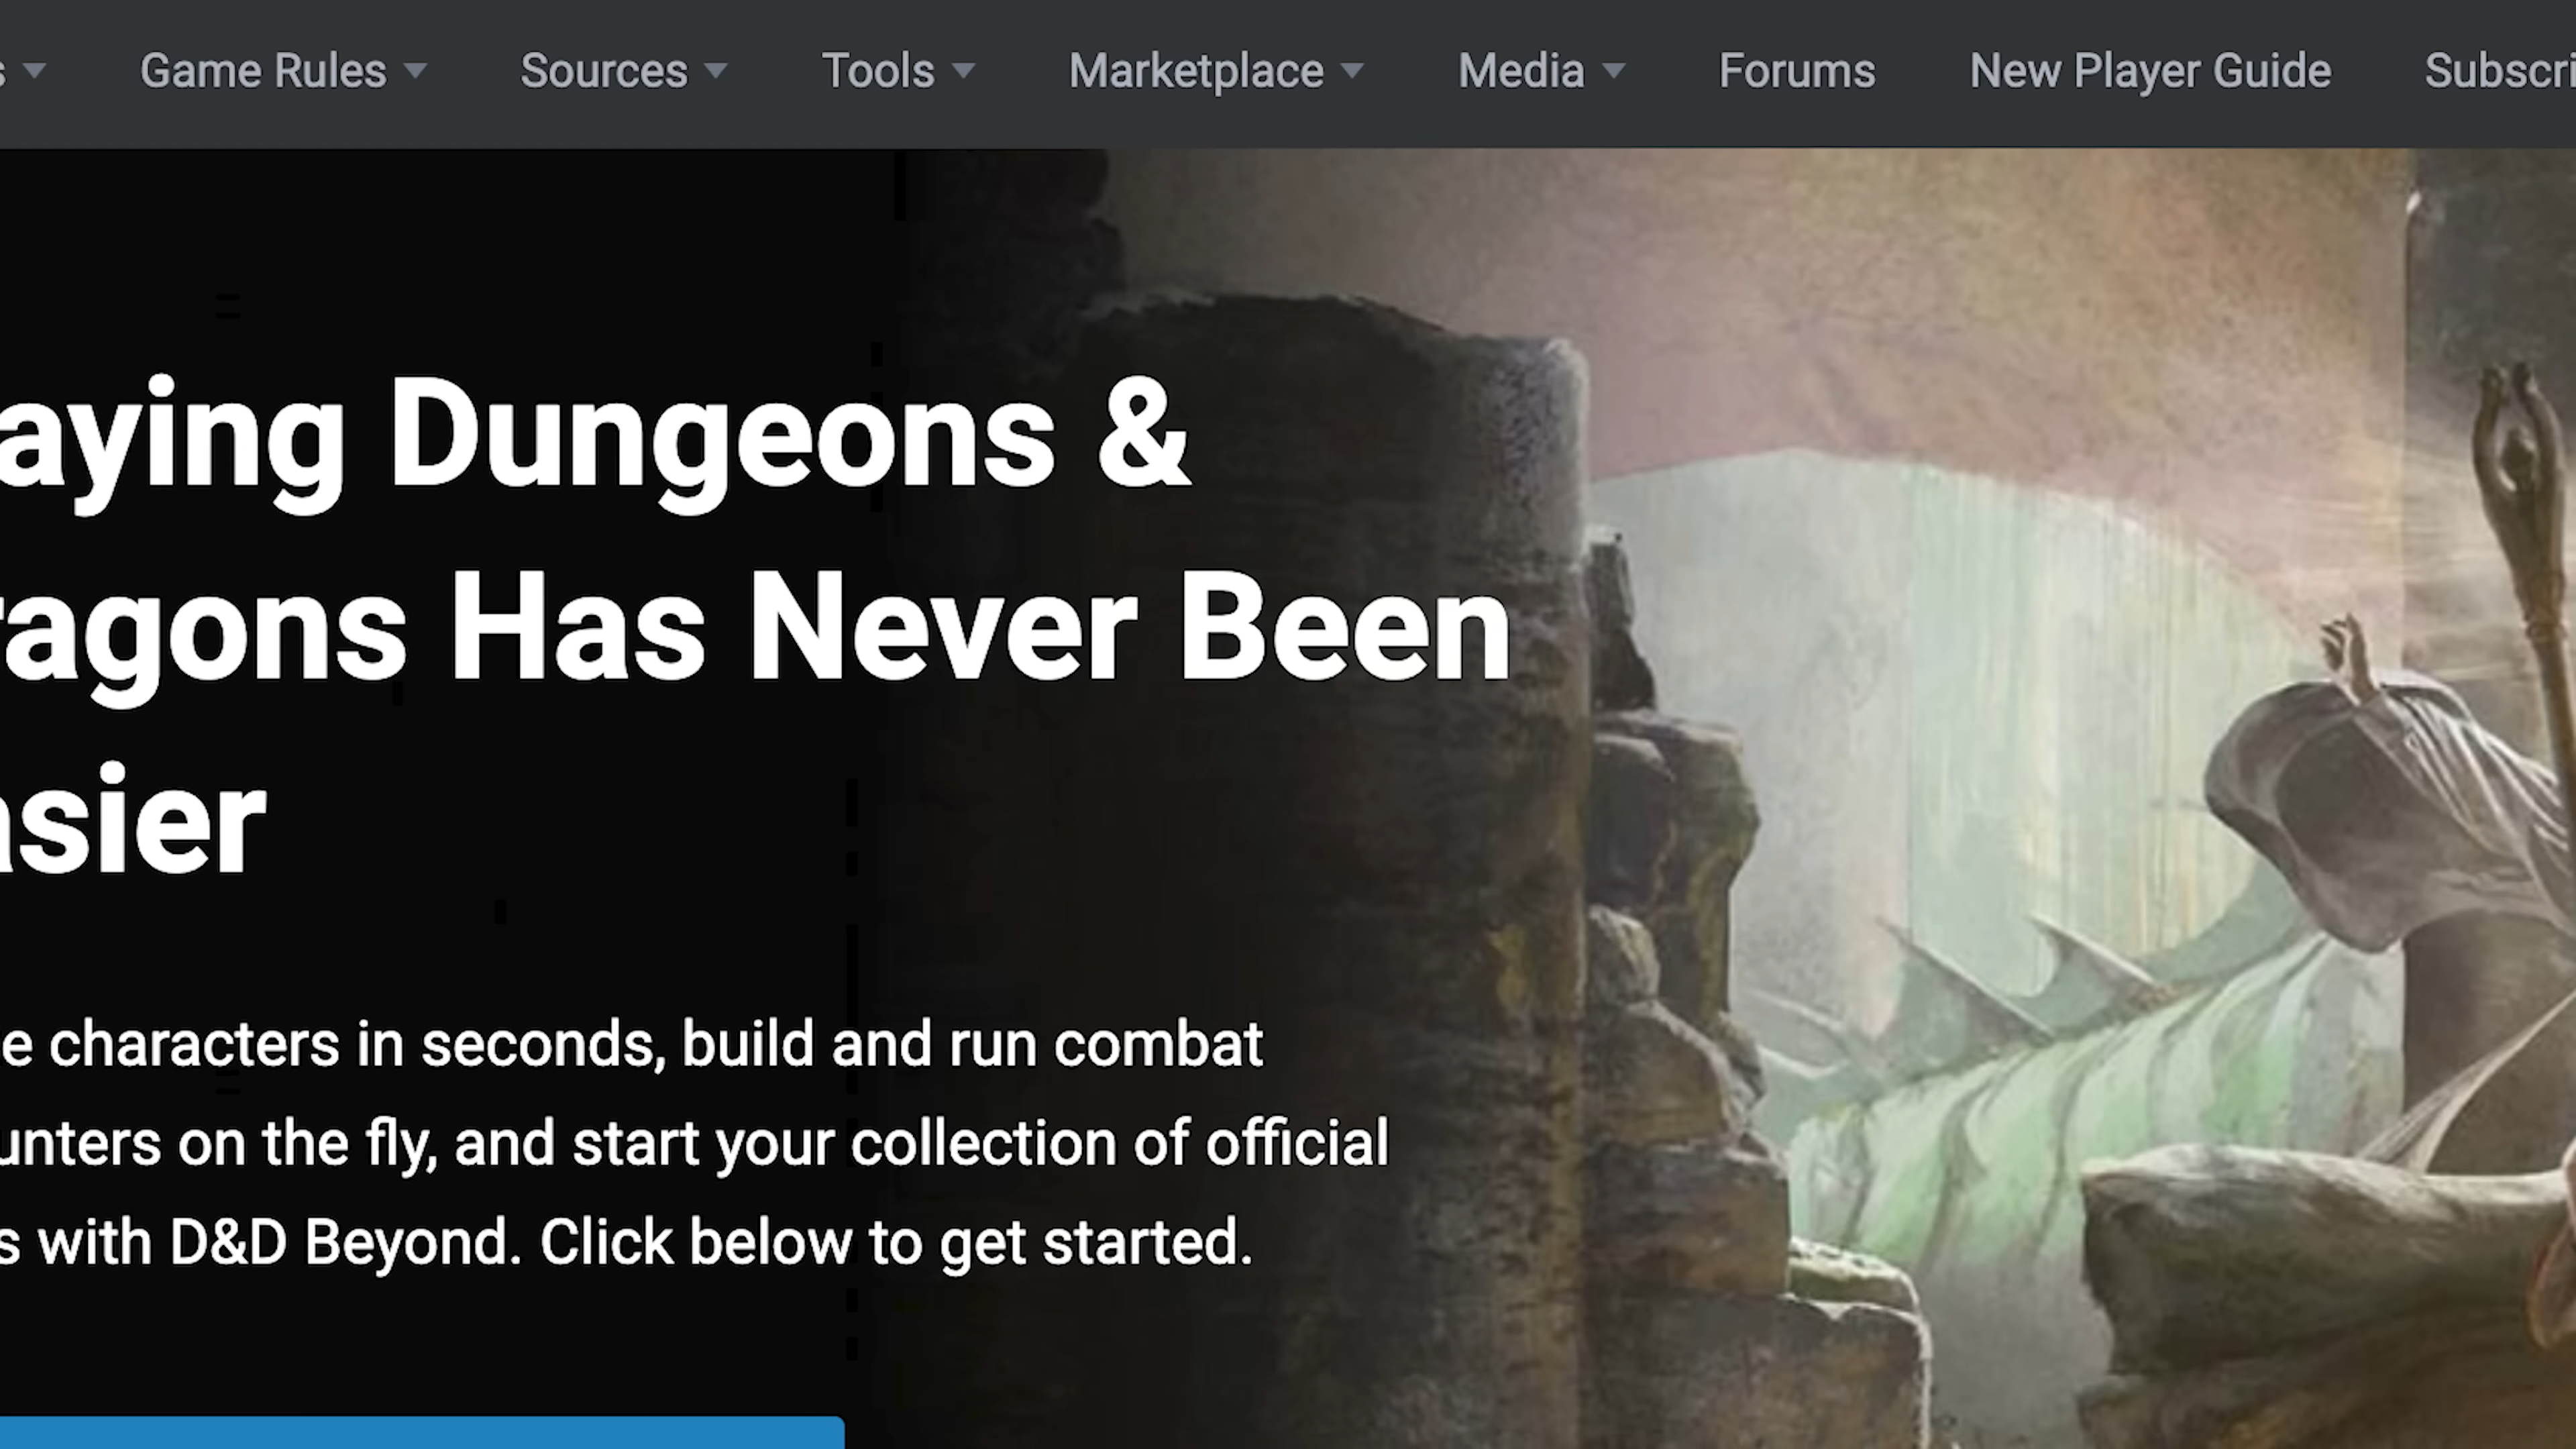 s Game Rules Sources Tools Marketplace Media Forums New Player Guide Subscri
aying Dungeons &
ragons Has Never Been
asier
e characters in seconds, build and run combat
unters on the fly, and start your collection of official
s with D&D Beyond. Click below to get started.